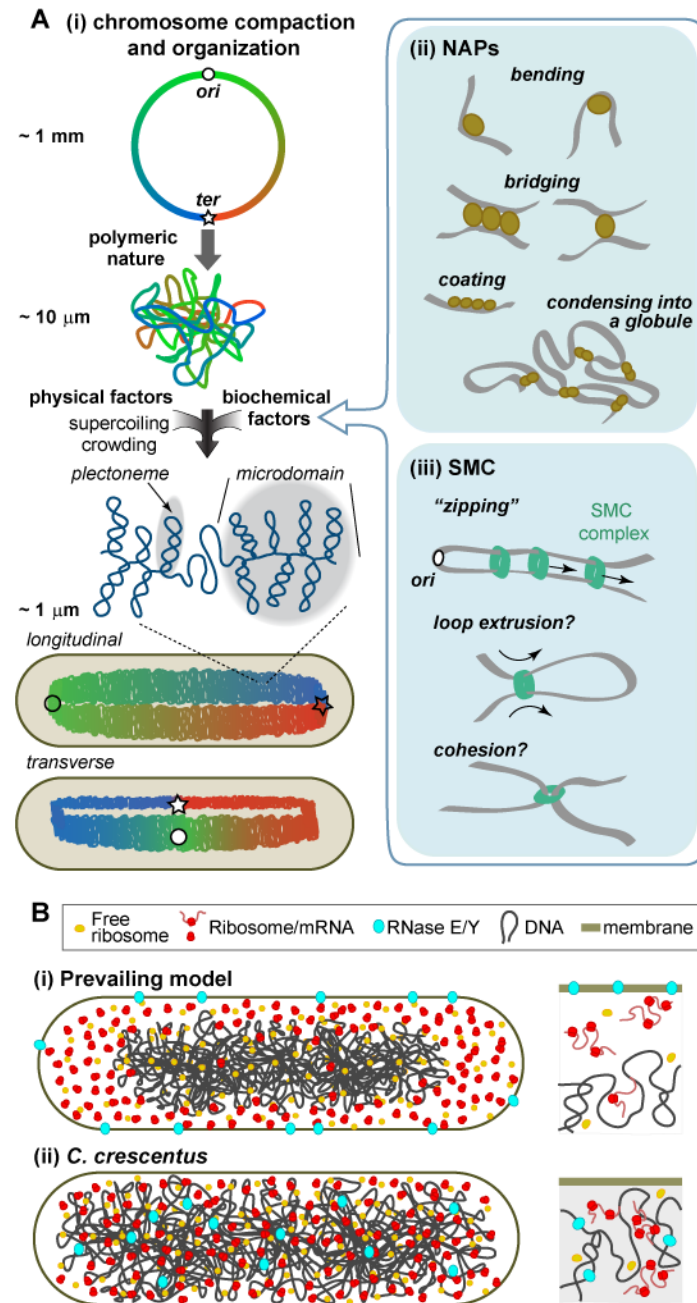 A
(i) chromosome compaction
and organization
ori
~ 1 mm
ter
polymeric
nature
~ 10 μm
physical factors
biochemical
factors
supercoiling
crowding
plectoneme
microdomain
~ 1 μm
longitudinal
transverse
(ii) NAPs
bending
bridging
coating
condensing into
a globule
(iii) SMC
"zipping"
SMC
complex
ori
loop extrusion?
cohesion?
B
Free
ribosome
Ribosome/mRNA
RNase E/Y
DNA
membrane
(i) Prevailing model
(ii) C. crescentus